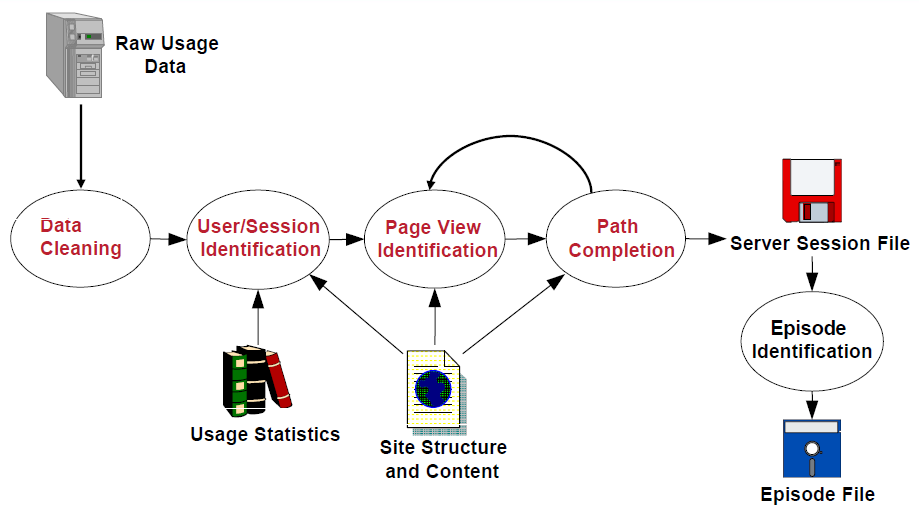 Raw Usage
Data
Data
Cleaning
User/Session
Identification
Page View
Identification
Path
Completion
Server Session File
Episode
Identification
Usage Statistics
Site Structure
and Content
Episode File